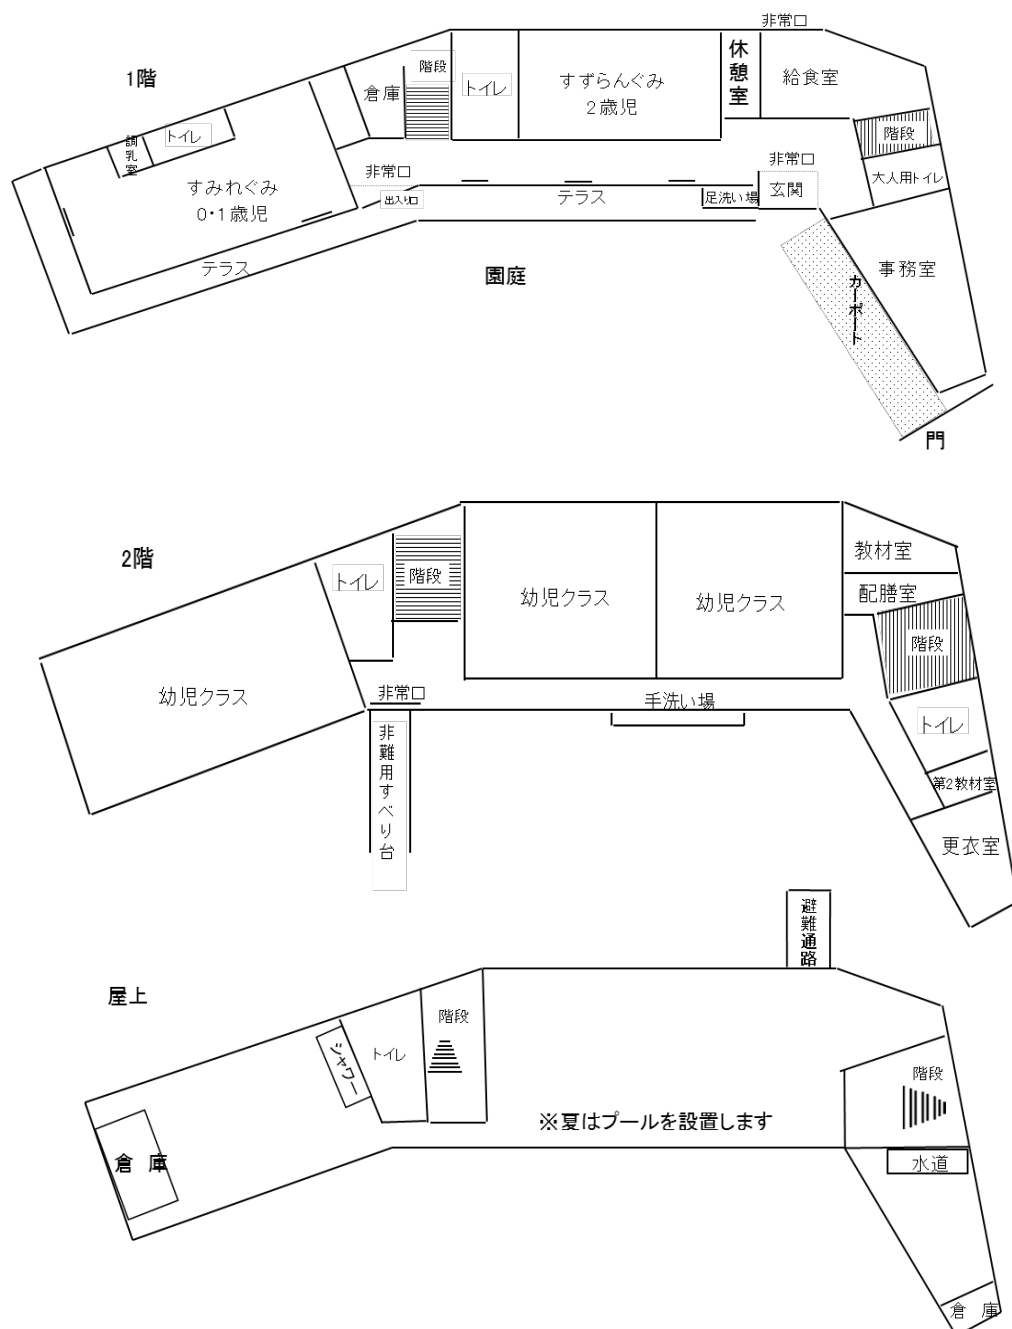 非常口
1階
休憩室
階段
倉庫
トイレ
すずらんぐみ
2歳児
給食室
調乳室
トイレ
階段
すみれぐみ
0・1歳児
非常口
非常口
大人用トイレ
出入り口
テラス
足洗い場
玄関
テラス
園庭
カーポート
事務室
門
2階
トイレ
階段
幼児クラス
幼児クラス
教材室
配膳室
階段
幼児クラス
非常口
手洗い場
トイレ
非難用すべり台
第2教材室
更衣室
避難通路
屋上
階段
シャワー
トイレ
階段
※夏はプールを設置します
倉 庫
水道
倉 庫